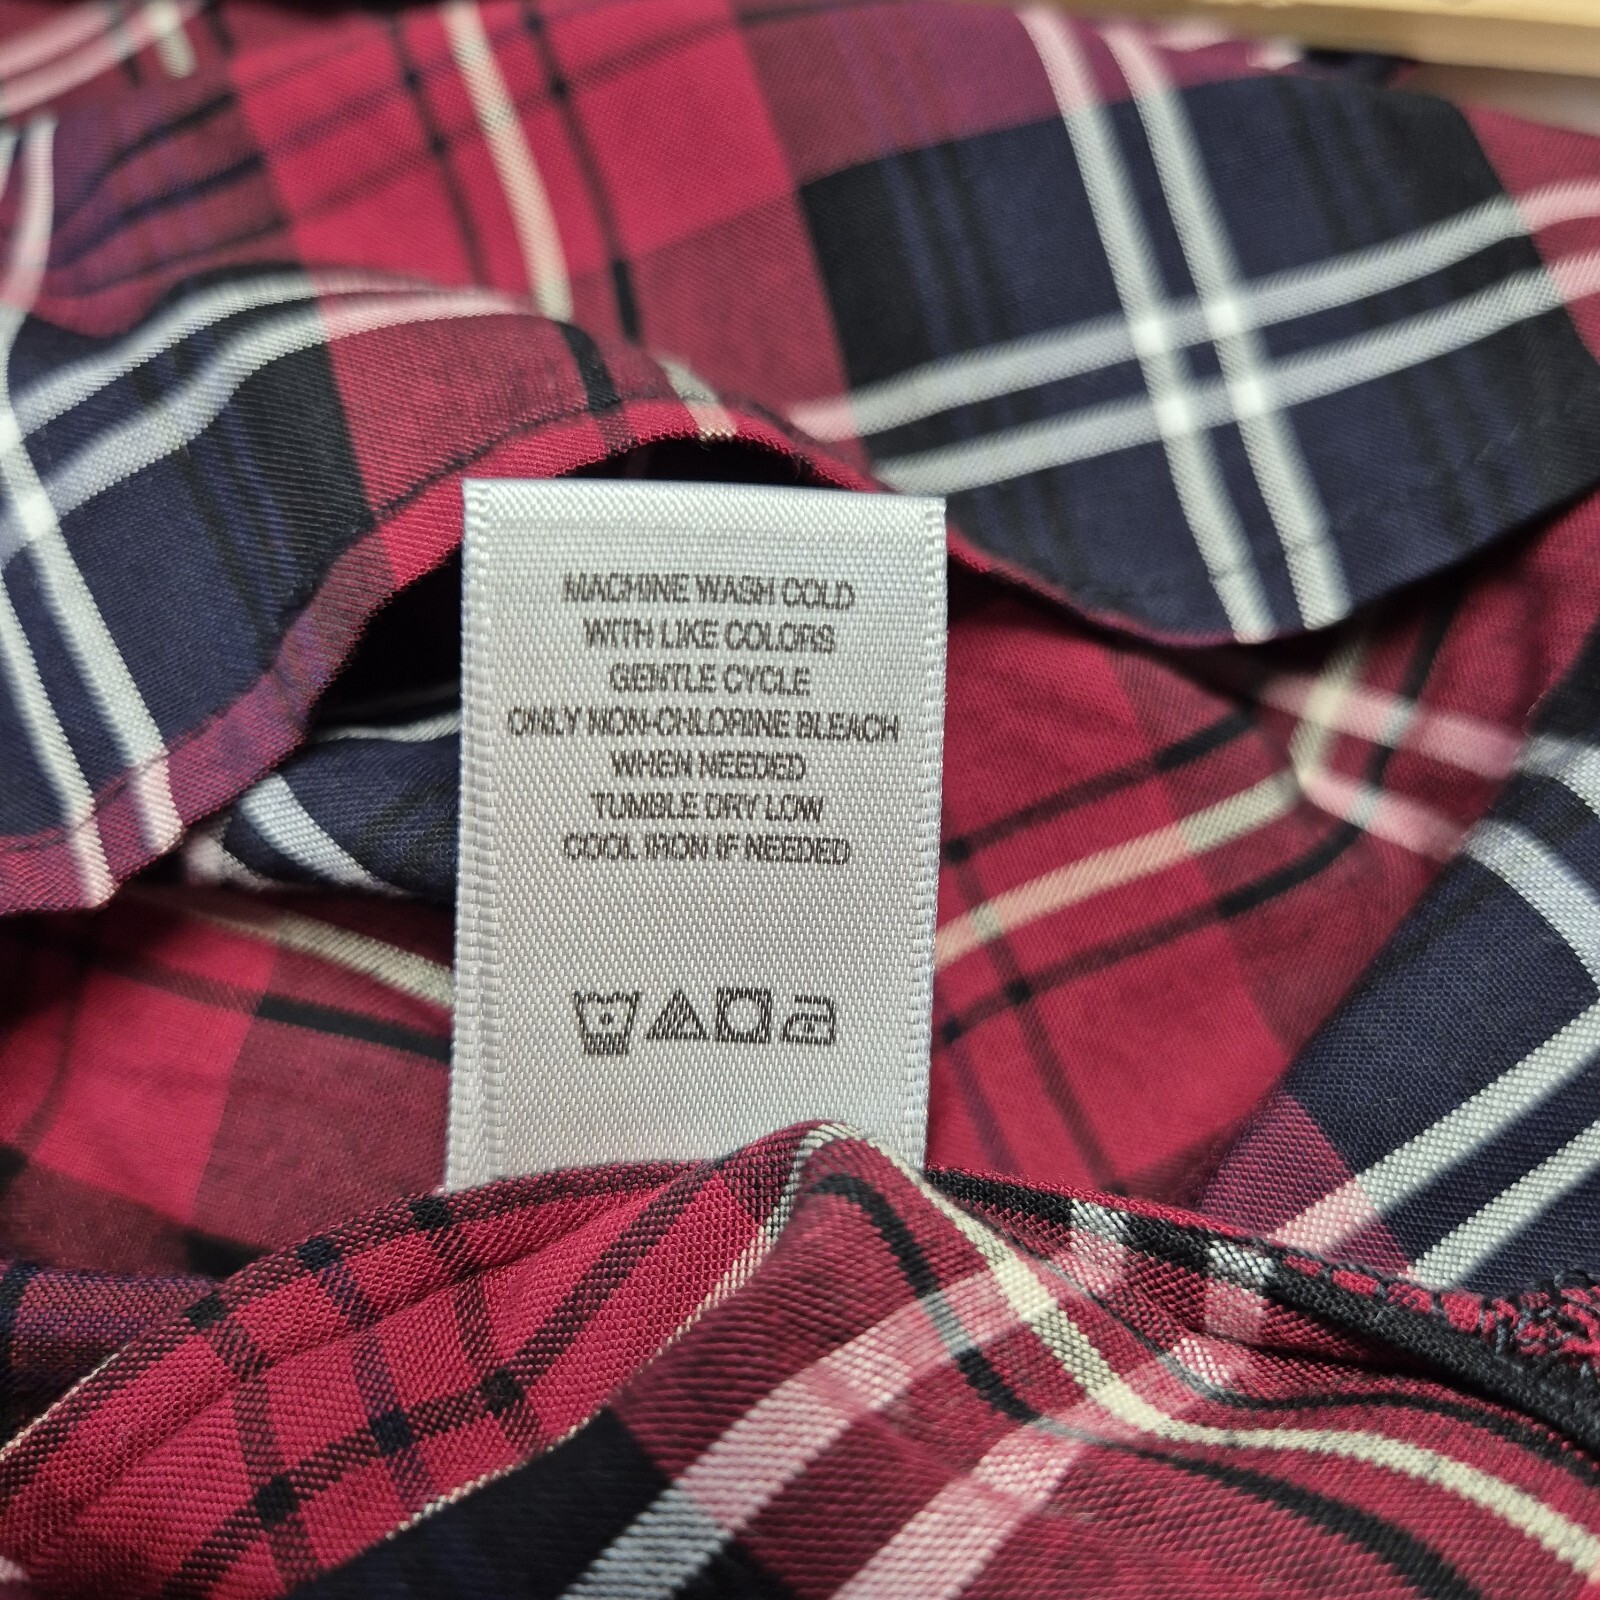 MACHINE WASH COLD
WITH LIKE COLORS
GENTLE CYCLE
ONLY NON-CHLORINE BLEACH
WHEN NEEDED
TUMBLE DRY LOW
COOL IRON IF NEEDED